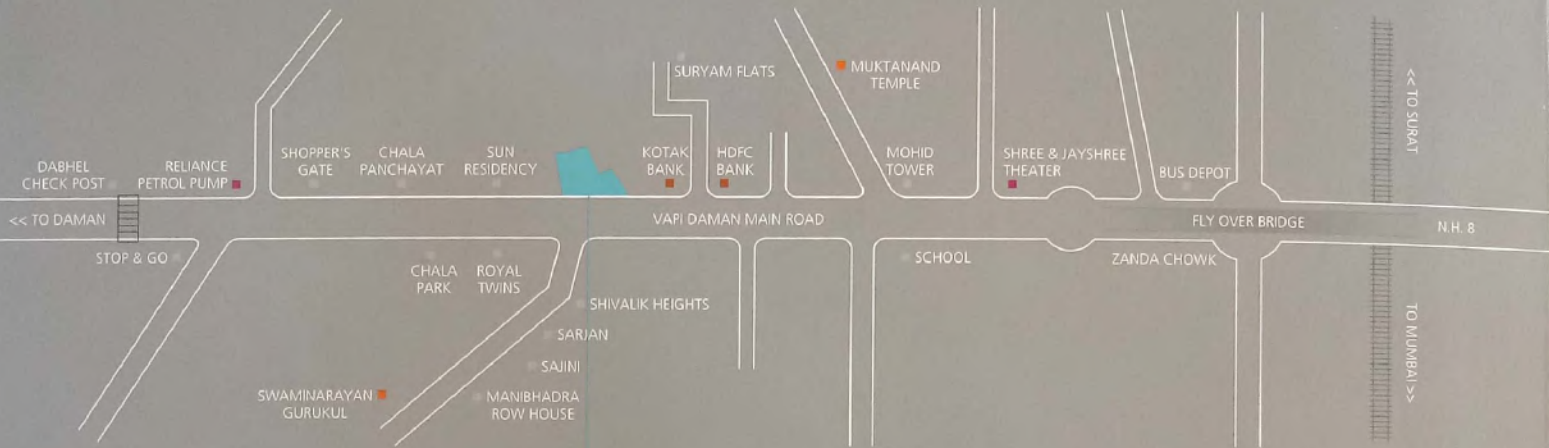 SURYAM FLATS
MUKTANAND
TEMPLE
<< TO SURAT
DABHEL
CHECK POST
RELIANCE
PETROL PUMP
SHOPPER'S
GATE
CHALA
PANCHAYAT
SUN
RESIDENCY
KOTAK
BANK
HDFC
BANK
MOHID
TOWER
SHREE & JAYSHREE
THEATER
BUS DEPOT
<< TO DAMAN
VAPI DAMAN MAIN ROAD
FLY OVER BRIDGE
N.H. 8
STOP & GO
CHALA
PARK
ROYAL
TWINS
SCHOOL
ZANDA CHOWK
SHIVALIK HEIGHTS
SARJAN
SAJINI
TO MUMBAI >>
SWAMINARAYAN
GURUKUL
MANIBHADRA
ROW HOUSE